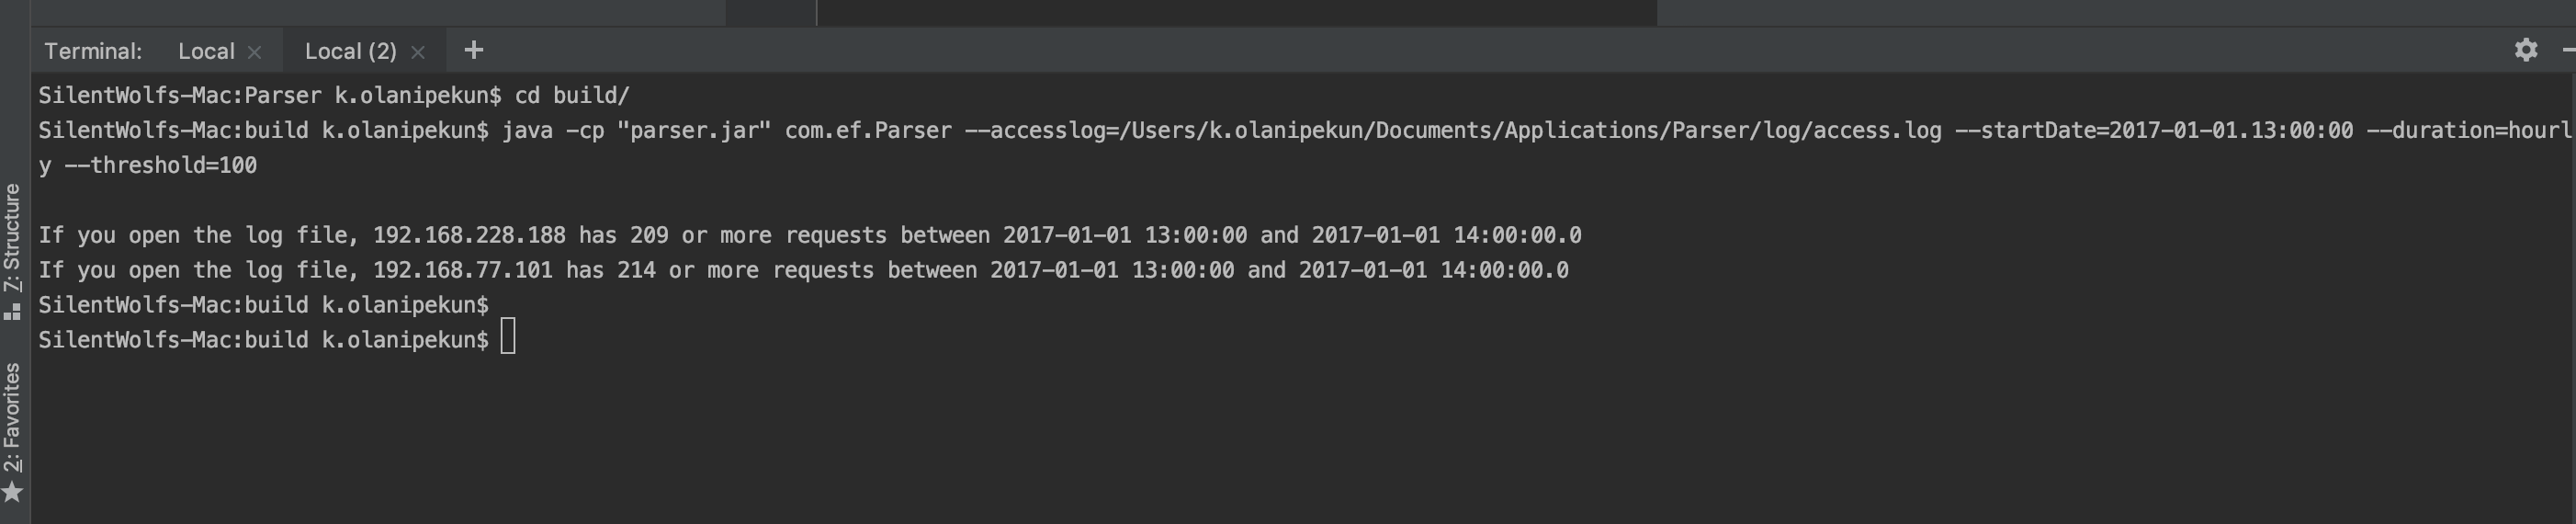 Terminal: Local × Local (2) × +
SilentWolfs-Mac:Parser k.olanipekun$ cd build/
SilentWolfs-Mac:build k.olanipekun$ java -cp "parser.jar" com.ef.Parser --accesslog=/Users/k.olanipekun/Documents/Applications/Parser/log/access.log --startDate=2017-01-01.13:00:00 --duration=hourl
y --threshold=100
If you open the log file, 192.168.228.188 has 209 or more requests between 2017-01-01 13:00:00 and 2017-01-01 14:00:00.0
If you open the log file, 192.168.77.101 has 214 or more requests between 2017-01-01 13:00:00 and 2017-01-01 14:00:00.0
SilentWolfs-Mac:build k.olanipekun$
SilentWolfs-Mac:build k.olanipekun$
7: Structure
2: Favorites